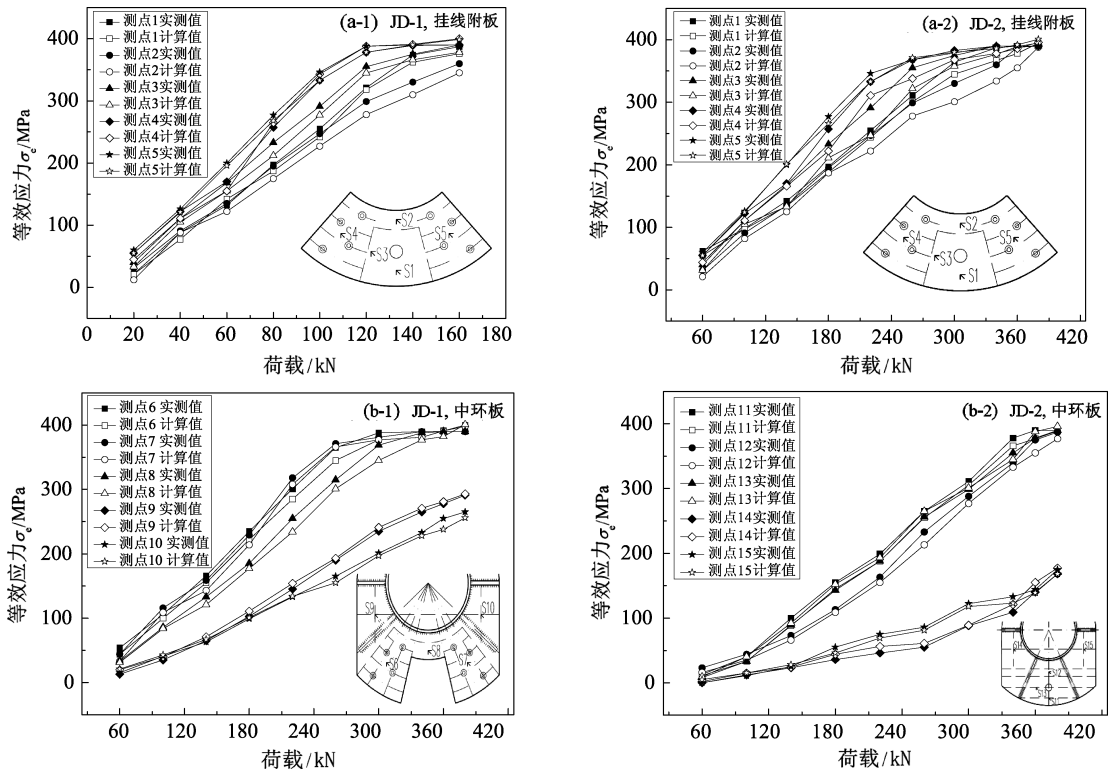 (a-1) JD-1, 挂线附板
测点1实测值
测点1计算值
测点2实测值
测点2计算值
测点3实测值
测点3计算值
测点4实测值
测点4计算值
测点5实测值
测点5计算值
400
300
200
100
0
等效应力σe/MPa
S2
S4
S5
S3
S1
0 20 40 60 80 100 120 140 160 180
荷载/kN
(a-2) JD-2, 挂线附板
测点1 实测值
测点1 计算值
测点2 实测值
测点2 计算值
测点3 实测值
测点3 计算值
测点4 实测值
测点4 计算值
测点5 实测值
测点5 计算值
400
300
200
100
0
等效应力σe/MPa
S2
S4
S5
S3
S1
60 120 180 240 300 360 420
荷载/kN
(b-1) JD-1, 中环板
测点6 实测值
测点6 计算值
测点7 实测值
测点7 计算值
测点8 实测值
测点8 计算值
测点9 实测值
测点9 计算值
测点10 实测值
测点10 计算值
400
300
200
100
0
等效应力σe/MPa
S9
S10
S6
S8
S7
60 120 180 240 300 360 420
荷载/kN
(b-2) JD-2, 中环板
测点11实测值
测点11计算值
测点12实测值
测点12计算值
测点13实测值
测点13计算值
测点14实测值
测点14计算值
测点15实测值
测点15计算值
400
300
200
100
0
等效应力σe/MPa
S14
S15
S12
60 120 180 240 300 360 420
荷载/kN